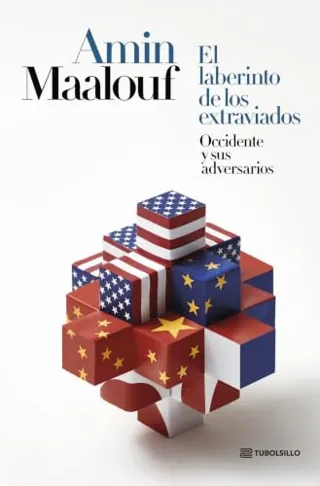 Amin
Maalouf
El
laberinto
de los
extraviados
Occidente
y sus
adversarios
TUBOLSILLO